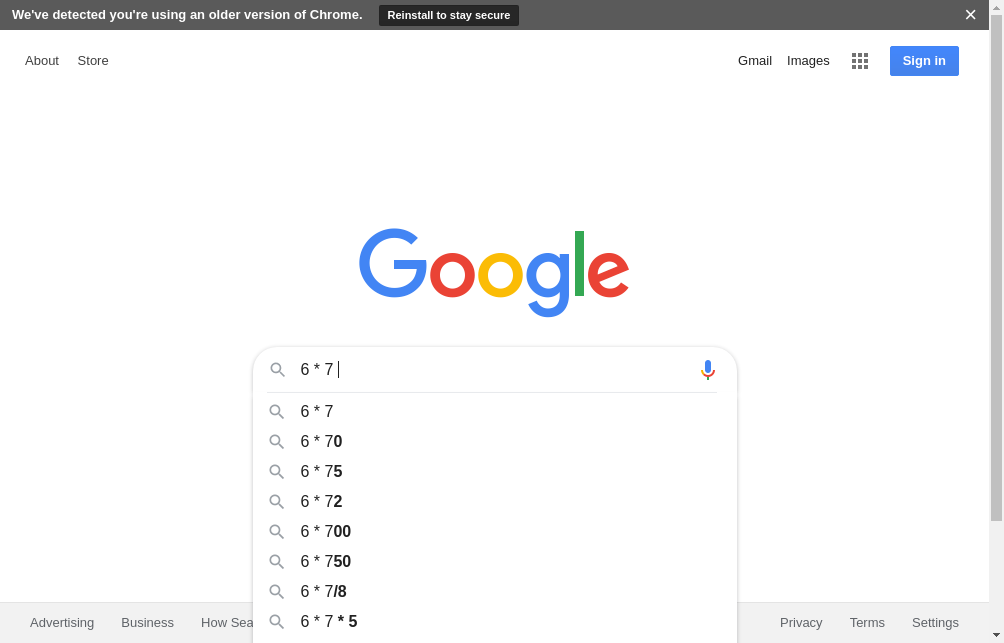 We've detected you're using an older version of Chrome. Reinstall to stay secure
About Store Gmail Images Sign in
Google
6 * 7
6 * 7
6 * 70
6 * 75
6 * 72
6 * 700
6 * 750
6 * 7/8
6 * 7 * 5
Advertising Business How Sea Privacy Terms Settings